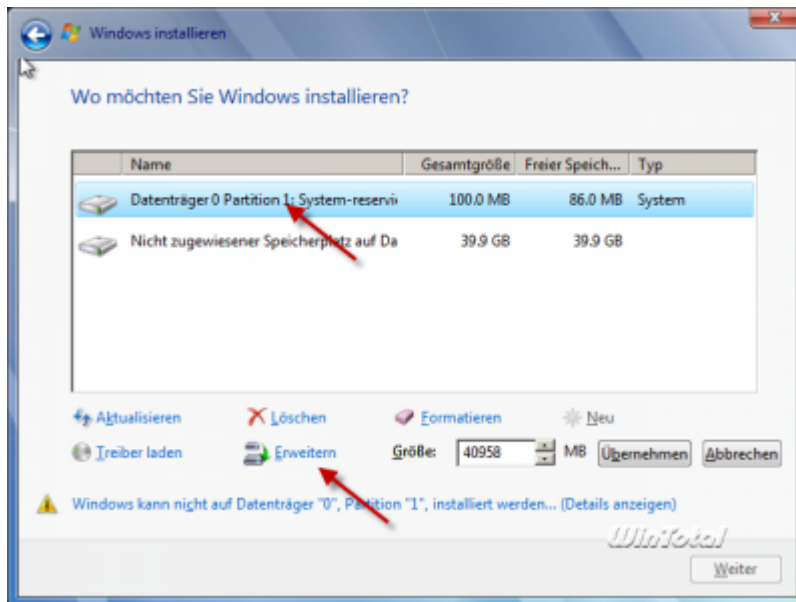 Windows installieren
Wo möchten Sie Windows installieren?
Name Gesamtgröße Freier Speich... Typ
Datenträger 0 Partition 1: System-reservie 100.0 MB 86.0 MB System
Nicht zugewiesener Speicherplatz auf Da 39.9 GB 39.9 GB
Aktualisieren Löschen Formatieren Neu
Treiber laden Erweitern Größe: 40958 MB Übernehmen Abbrechen
Windows kann nicht auf Datenträger "0", Partition "1", installiert werden... (Details anzeigen)
WinTotal
Weiter